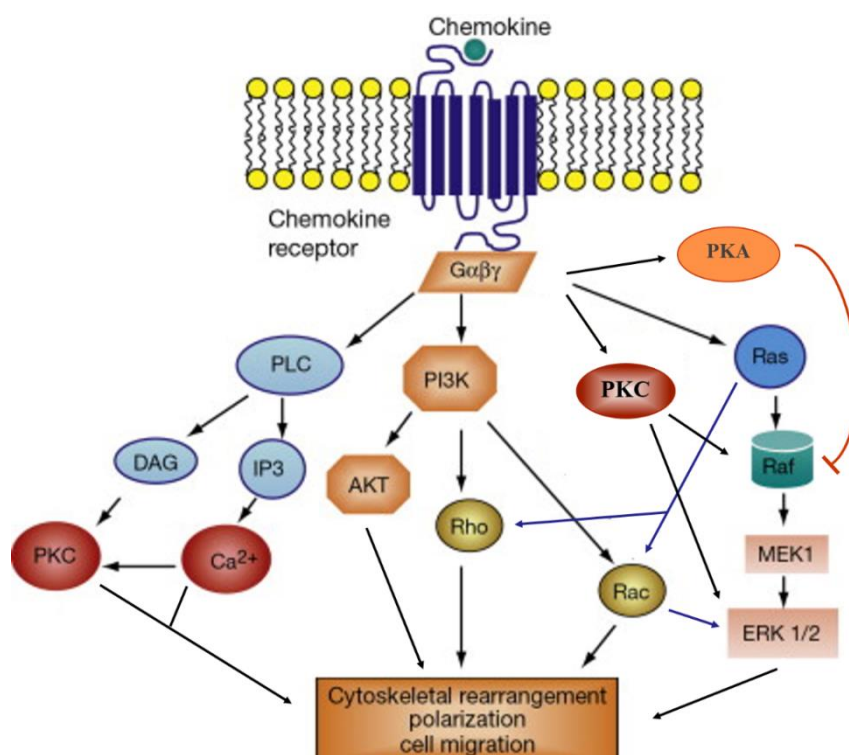 Chemokine
Chemokine
receptor
Gαβγ
PKA
PLC
PI3K
PKC
Ras
DAG
IP3
AKT
Raf
Rho
PKC
Ca2+
MEK1
Rac
ERK 1/2
Cytoskeletal rearrangement
polarization
cell migration